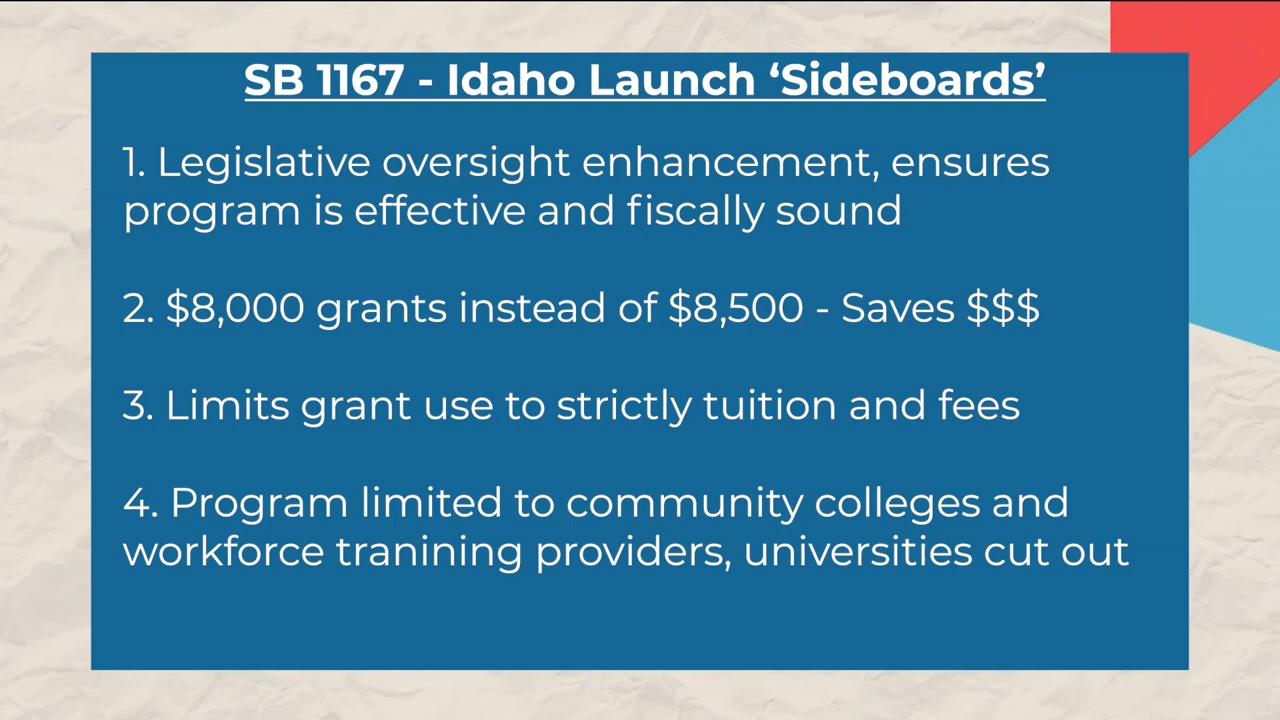 SB 1167 - Idaho Launch ‘Sideboards’
1. Legislative oversight enhancement, ensures
program is effective and fiscally sound
2. $8,000 grants instead of $8,500 - Saves $$$
3. Limits grant use to strictly tuition and fees
4. Program limited to community colleges and
workforce tranining providers, universities cut out